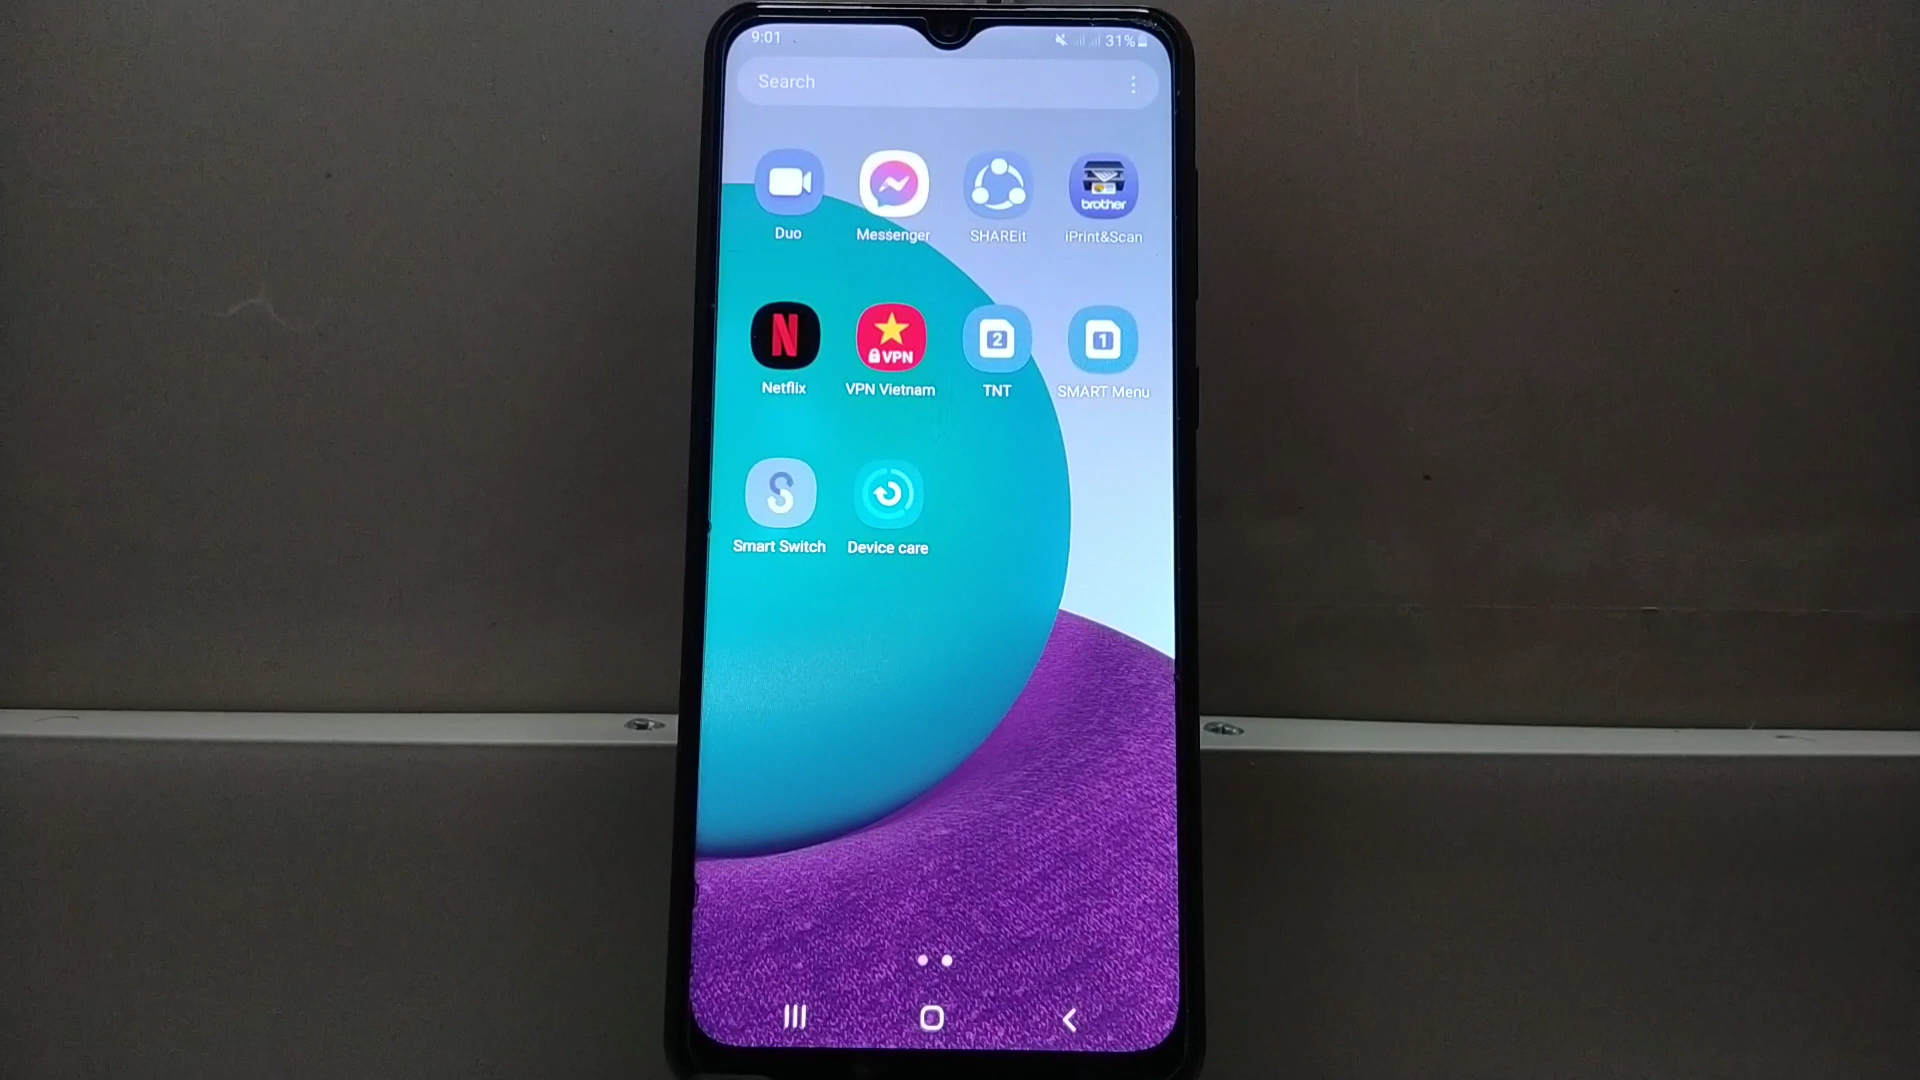 9:01
31%
Search
brother
Duo
Messenger
SHAREit
iPrint&Scan
N
VPN
2
1
Netflix
VPN Vietnam
TNT
SMART Menu
S
Smart Switch
Device care